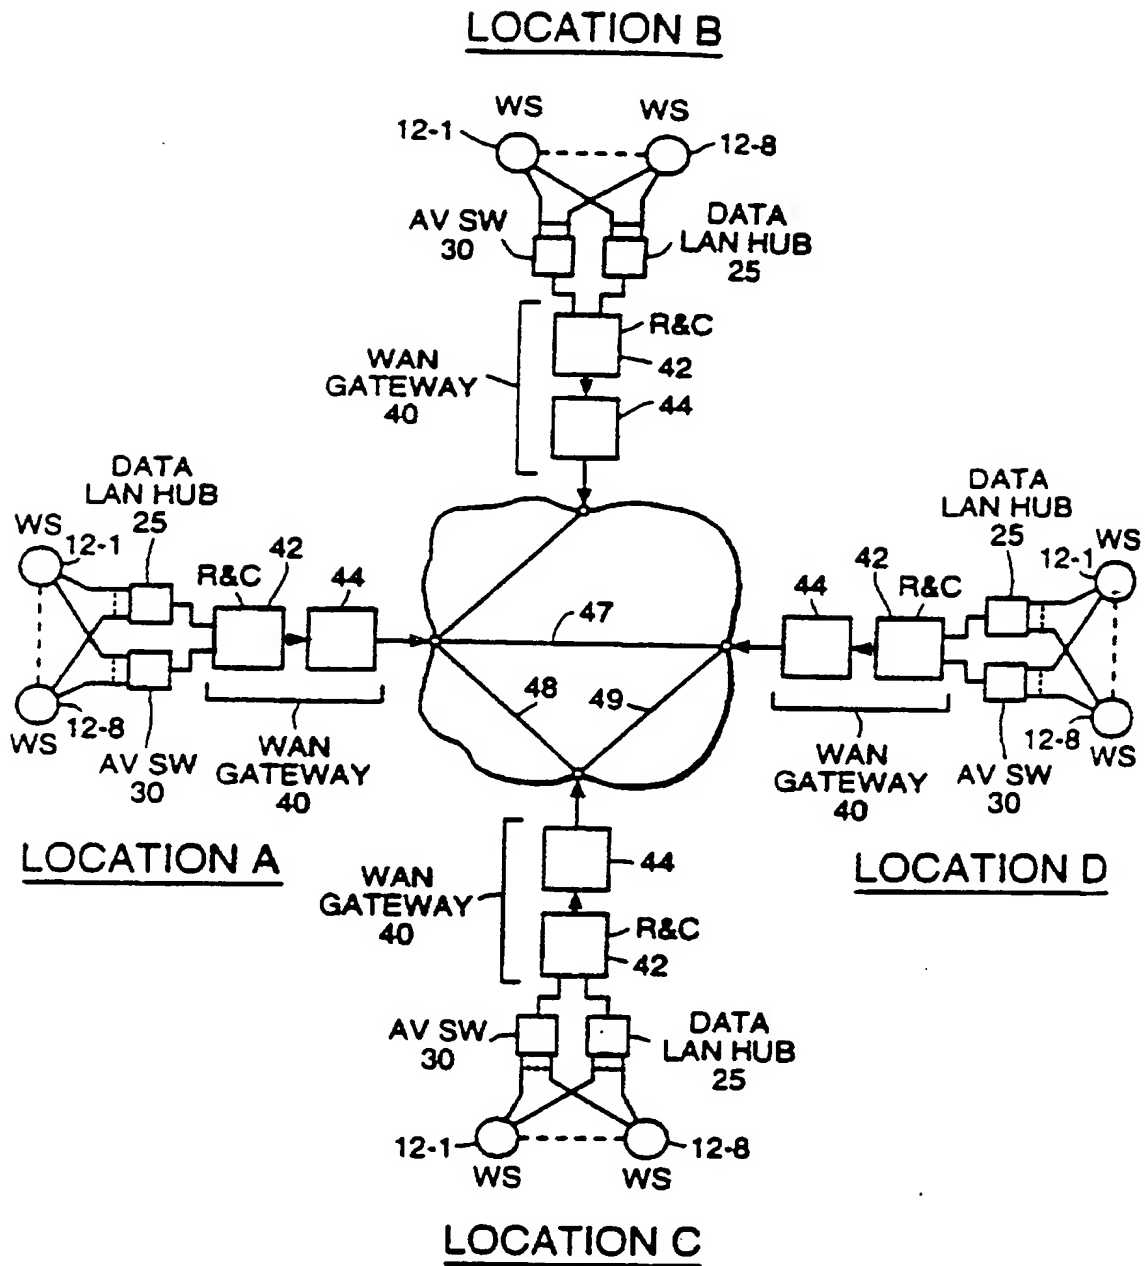 LOCATION B
WS
WS
12-1
12-8
AV SW
30
DATA
LAN HUB
25
R&C
42
WAN
GATEWAY
40
44
DATA
LAN HUB
25
WS
12-1
42
R&C
44
12-8
WS
AV SW
30
WAN
GATEWAY
40
LOCATION A
47
48
49
DATA
LAN HUB
25
WS
12-1
42
R&C
44
12-8
WS
AV SW
30
WAN
GATEWAY
40
LOCATION D
44
WAN
GATEWAY
40
R&C
42
AV SW
30
DATA
LAN HUB
25
12-1
12-8
WS
WS
LOCATION C